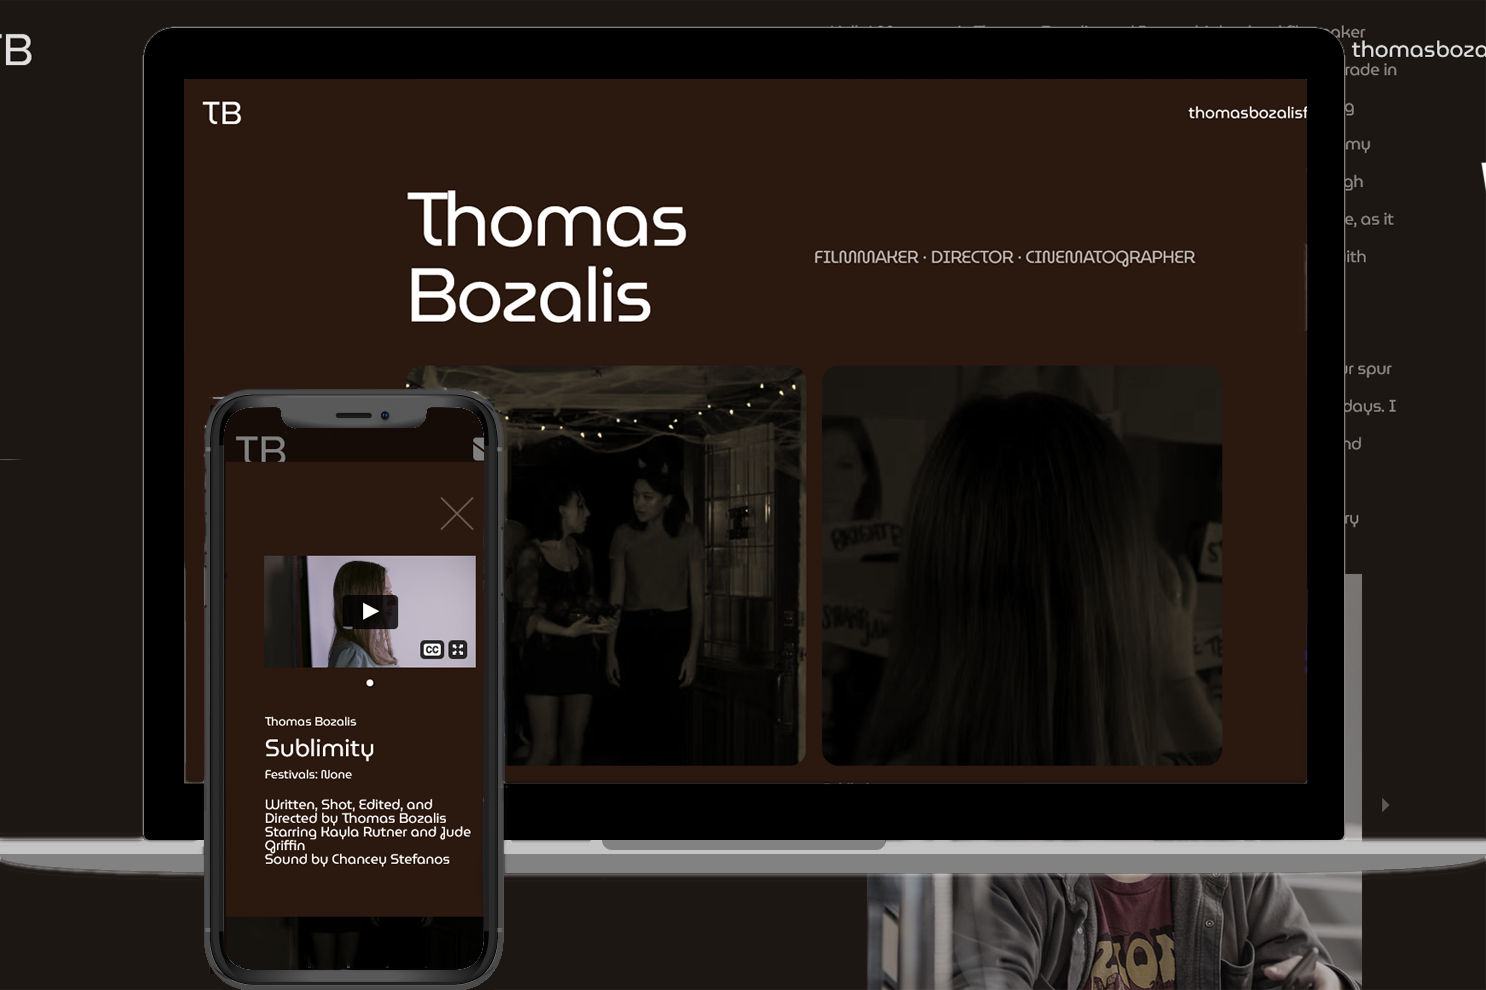 TB
thomasboza
aker
rade in
g
my
gh
e, as it
ith
ur spur
days. I
nd
ry
TB
thomasbozalisf
Thomas
Bozalis
FILMMAKER · DIRECTOR · CINEMATOGRAPHER
TB
CC
Thomas Bozalis
Sublimity
Festivals: None
Written, Shot, Edited, and
Directed by Thomas Bozalis
Starring Kayla Rutner and Jude
Griffin
Sound by Chancey Stefanos